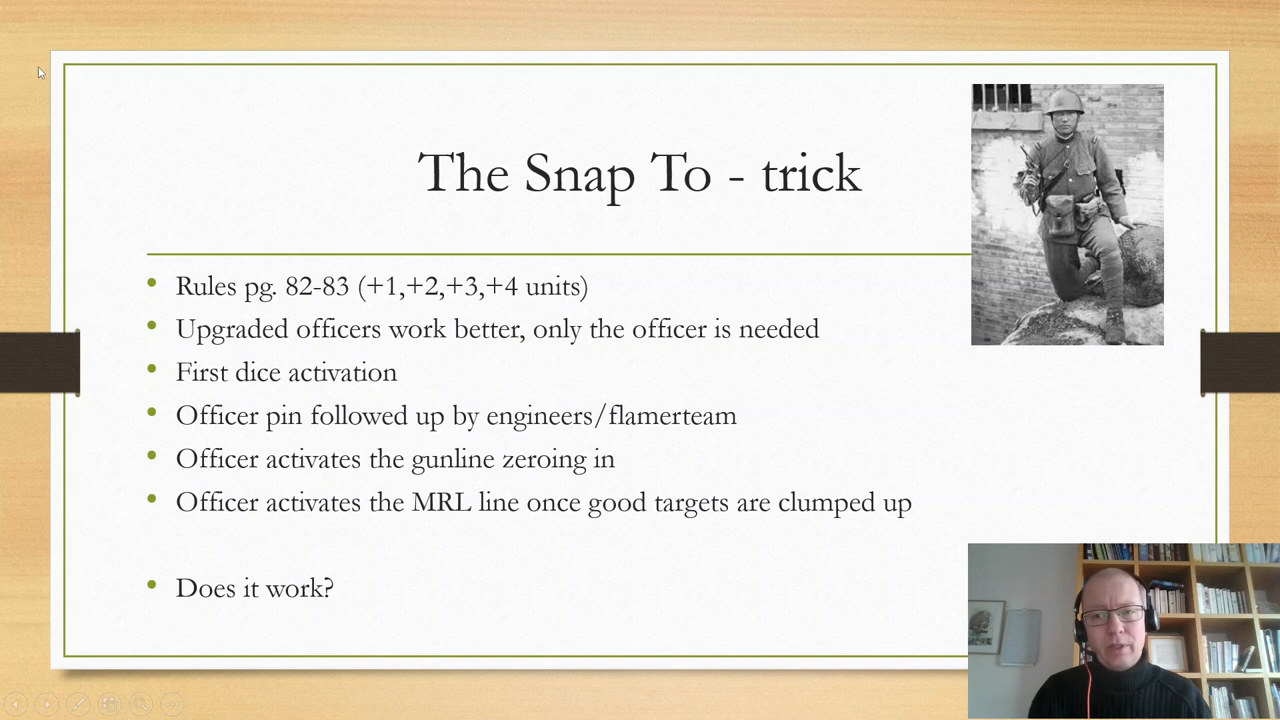 The Snap To - trick
Rules pg. 82-83 (+1,+2,+3,+4 units)
Upgraded officers work better, only the officer is needed
First dice activation
Officer pin followed up by engineers/flamerteam
Officer activates the gunline zeroing in
Officer activates the MRL line once good targets are clumped up
Does it work?